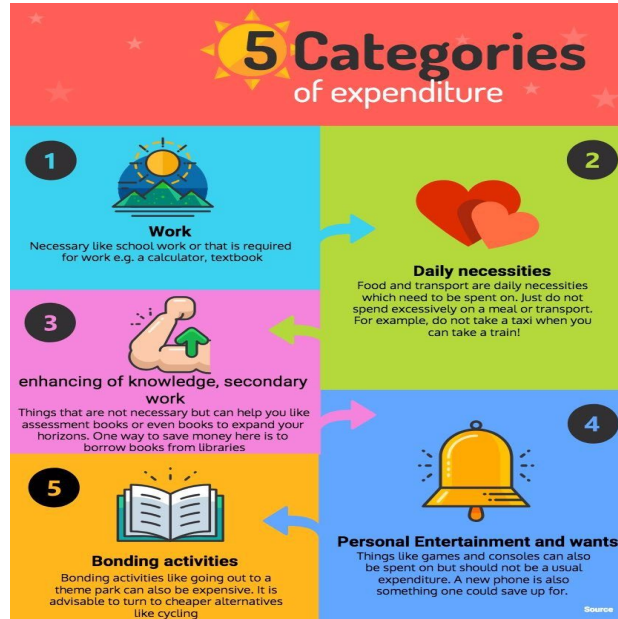 5 Categories
of expenditure
1
Work
Necessary like school work or that is required
for work e.g. a calculator, textbook
2
Daily necessities
Food and transport are daily necessities
which need to be spent on. Just do not
spend excessively on a meal or transport.
For example, do not take a taxi when you
can take a train!
3
enhancing of knowledge, secondary
work
Things that are not necessary but can help you like
assessment books or even books to expand your
horizons. One way to save money here is to
borrow books from libraries
4
Personal Entertainment and wants
Things like games and consoles can also
be spent on but should not be a usual
expenditure. A new phone is also
something one could save up for.
5
Bonding activities
Bonding activities like going out to a
theme park can also be expensive. It is
advisable to turn to cheaper alternatives
like cycling
Source